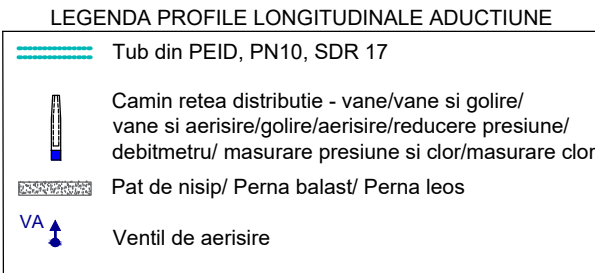 LEGENDA PROFILE LONGITUDINALE ADUCTIUNE
Tub din PEID, PN10, SDR 17
Camin retea distributie - vane/vane si golire/
vane si aerisire/golire/aerisire/reducere presiune/
debitmetru/ masurare presiune si clor/masurare clor
Pat de nisip/ Perna balast/ Perna leos
VA
Ventil de aerisire